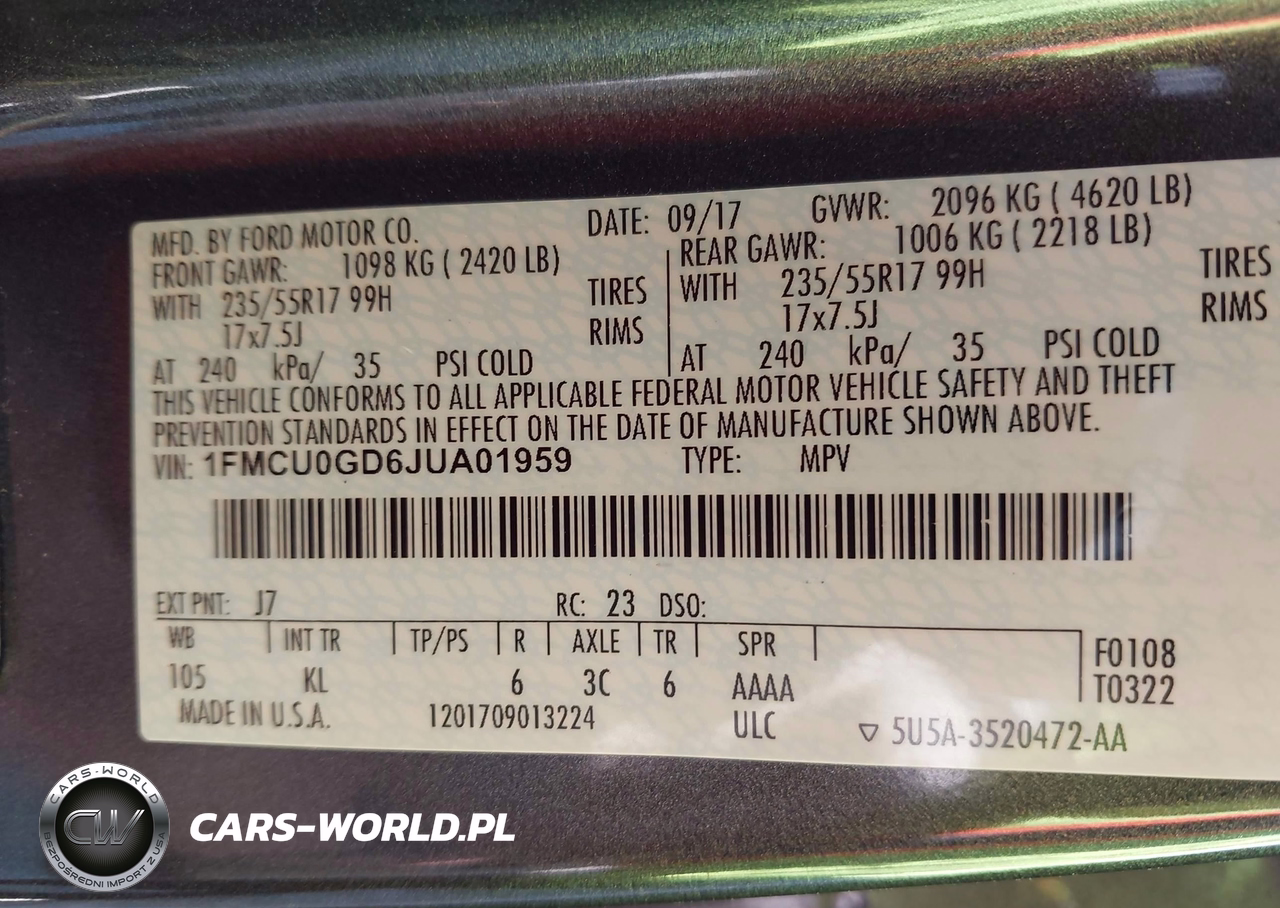 MFD. BY FORD MOTOR CO. DATE: 09/17 GVWR: 2096 KG ( 4620 LB)
FRONT GAWR: 1098 KG ( 2420 LB) REAR GAWR: 1006 KG ( 2218 LB)
WITH 235/55R17 99H TIRES WITH 235/55R17 99H TIRES
17x7.5J RIMS 17x7.5J RIMS
AT 240 kPa/ 35 PSI COLD AT 240 kPa/ 35 PSI COLD
THIS VEHICLE CONFORMS TO ALL APPLICABLE FEDERAL MOTOR VEHICLE SAFETY AND THEFT
PREVENTION STANDARDS IN EFFECT ON THE DATE OF MANUFACTURE SHOWN ABOVE.
VIN: 1FMCU0GD6JUA01959 TYPE: MPV
EXT PNT: J7 RC: 23 DSO:
WB INT TR TP/PS R AXLE TR SPR F0108
105 KL 6 3C 6 AAAA T0322
MADE IN U.S.A. 1201709013224 ULC ▽ 5U5A-3520472-AA
CARS-WORLD
CW
BEZPOŚREDNI IMPORT Z USA
CARS-WORLD.PL